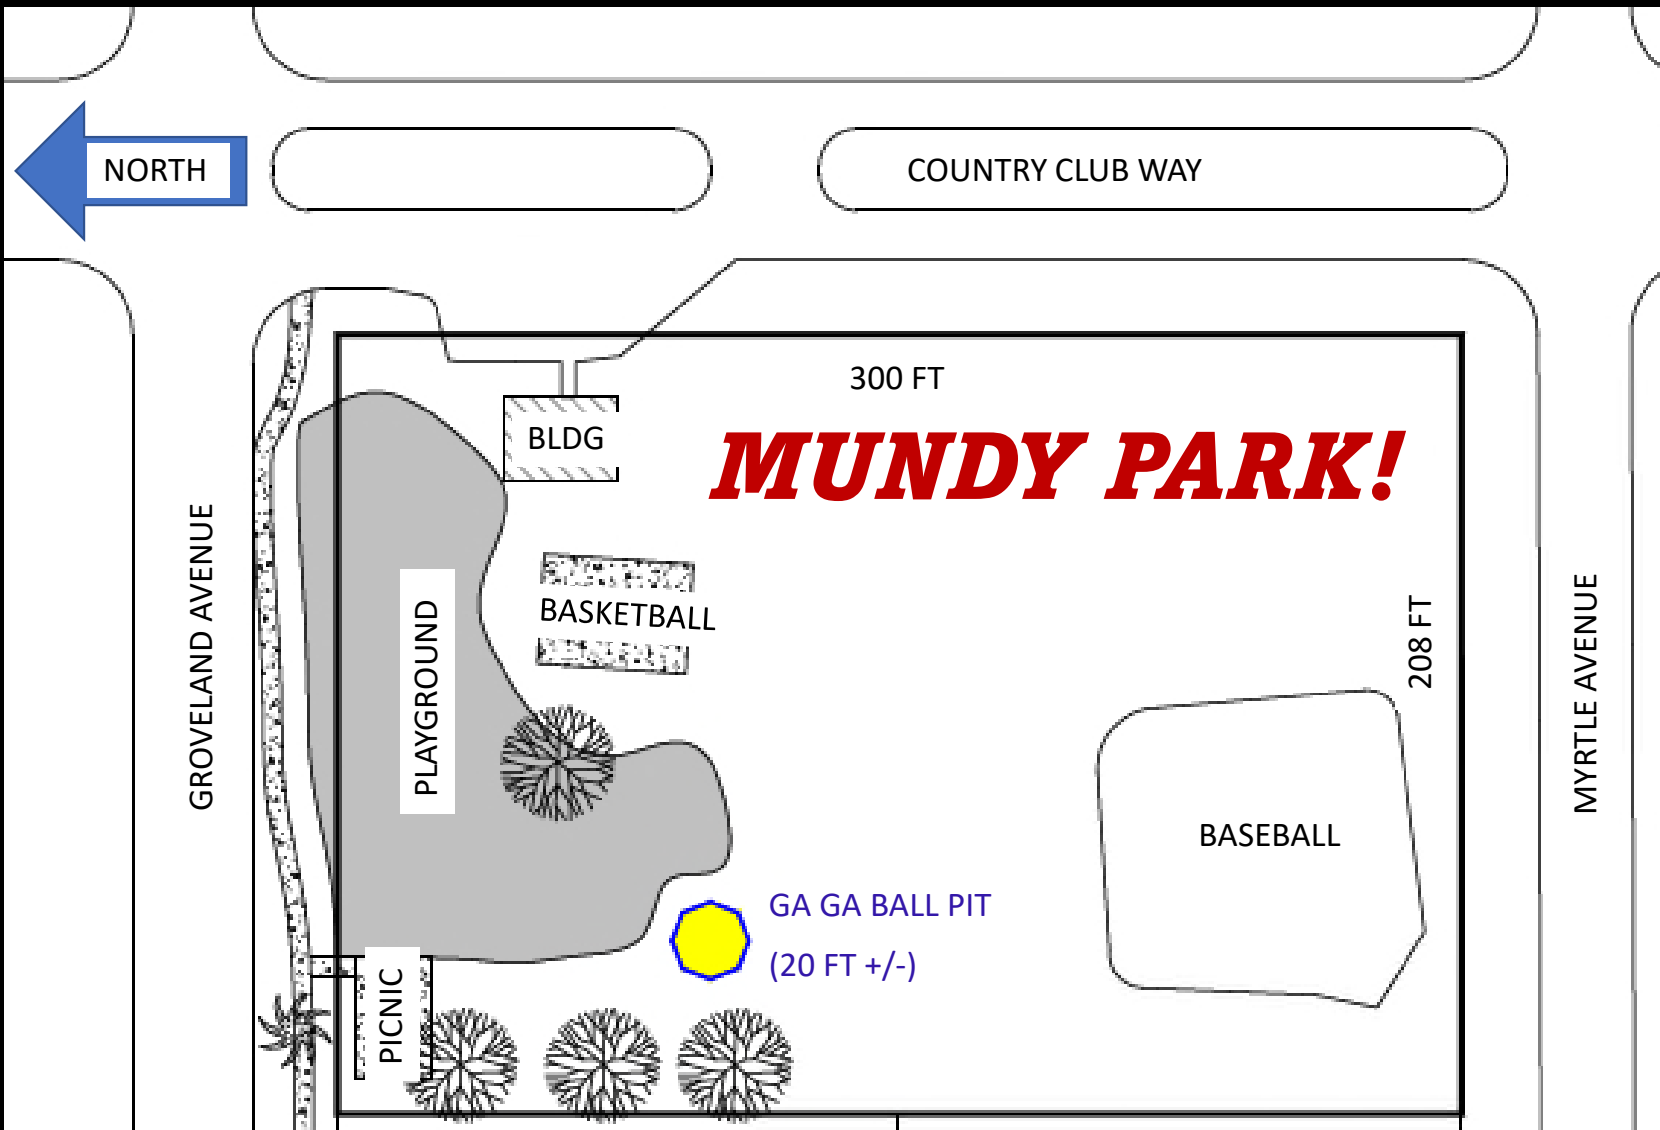 NORTH
COUNTRY CLUB WAY
300 FT
BLDG
MUNDY PARK!
BASKETBALL
GROVELAND AVENUE
PLAYGROUND
208 FT
MYRTLE AVENUE
BASEBALL
GA GA BALL PIT
(20 FT +/-)
PICNIC